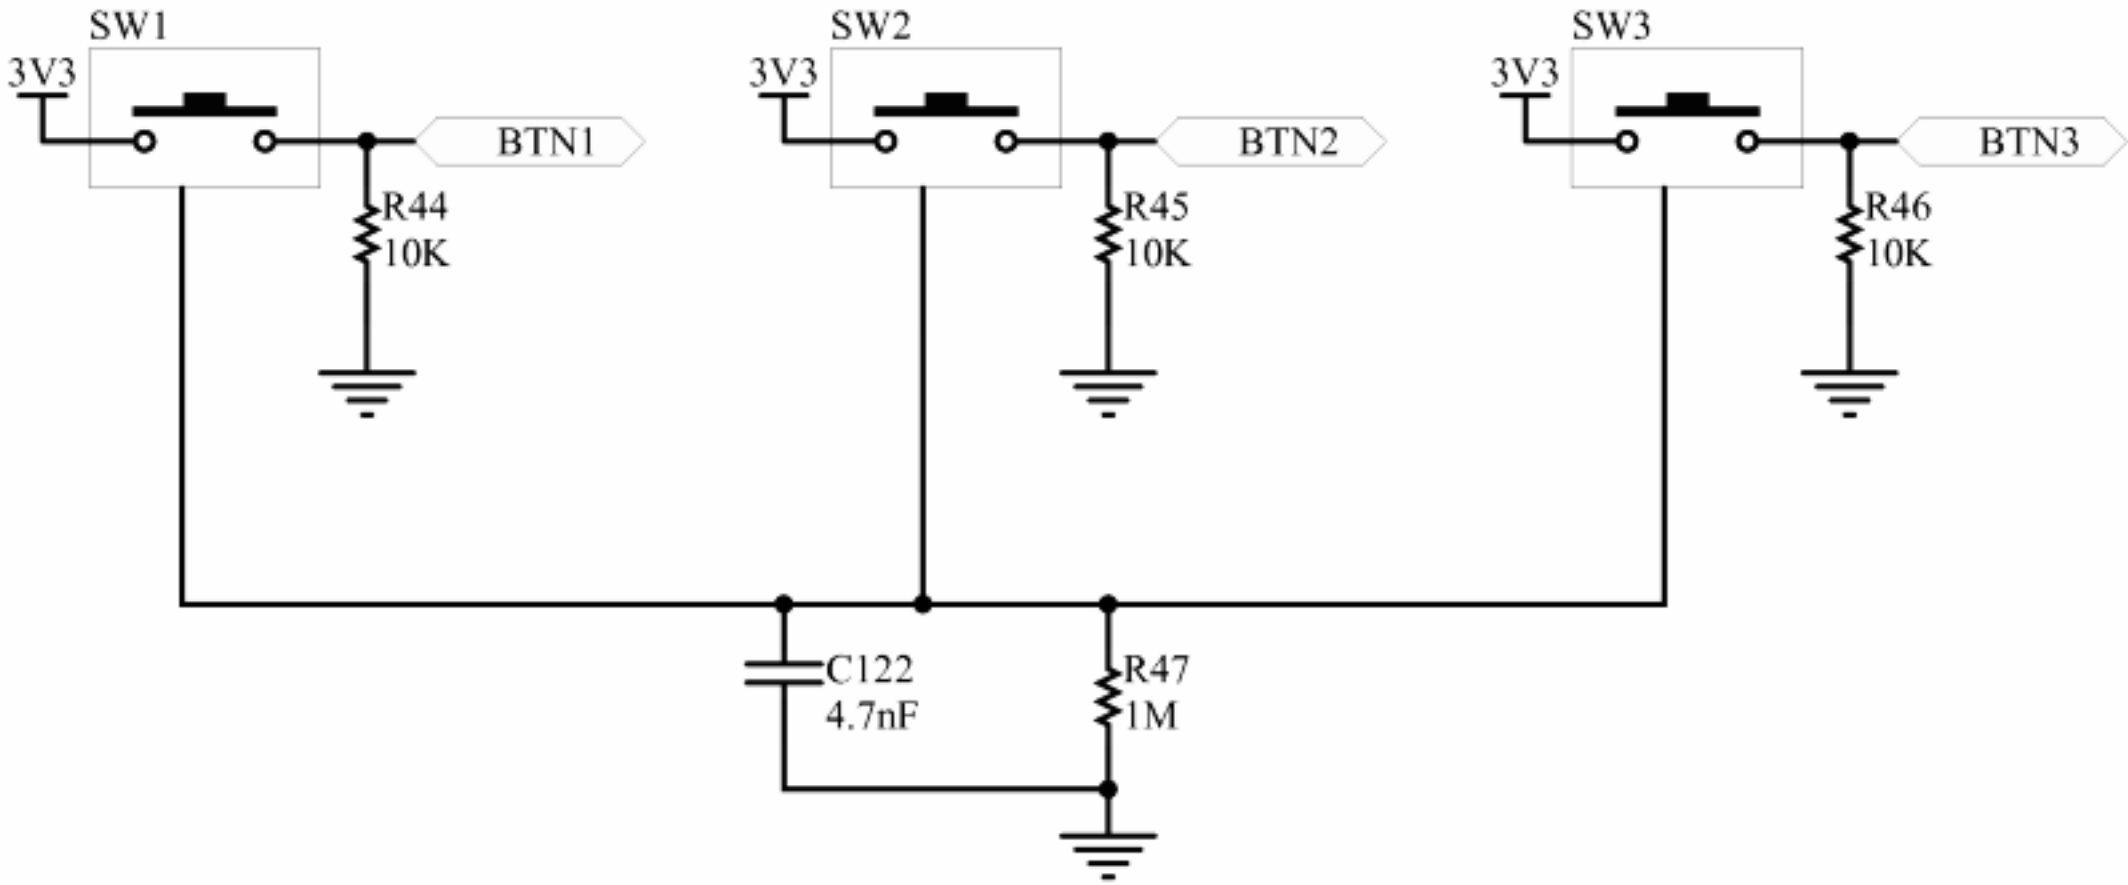 SW1
SW2
SW3
3V3
3V3
3V3
BTN1
BTN2
BTN3
R44
10K
R45
10K
R46
10K
C122
4.7nF
R47
1M